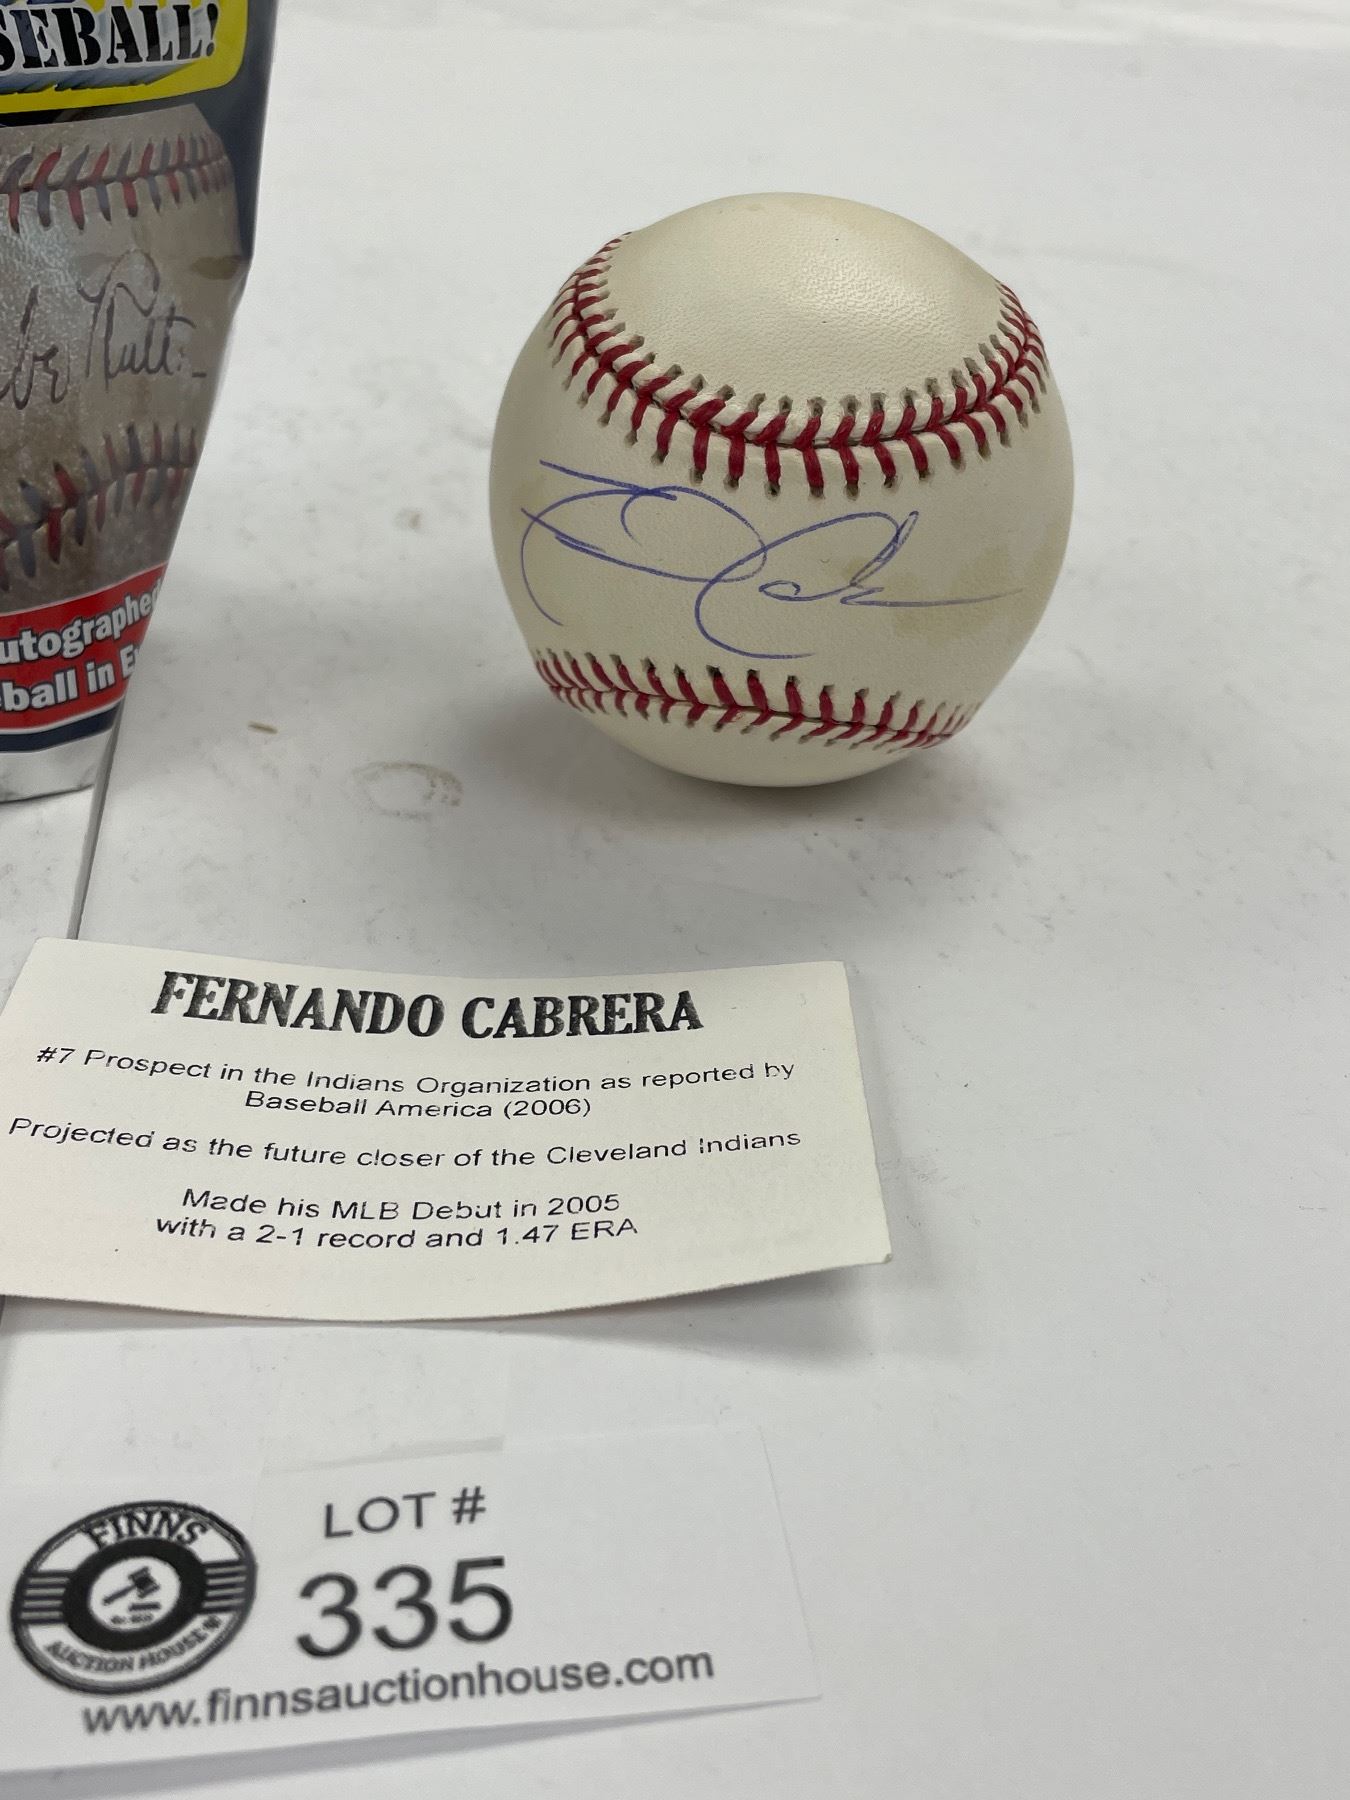 SEBALL!
utographed
ball in
FERNANDO CABRERA
#7 Prospect in the Indians Organization as reported by
Baseball America (2006)
Projected as the future closer of the Cleveland Indians
Made his MLB Debut in 2005
with a 2-1 record and 1.47 ERA
FINNS
AUCTION HOUSE
LOT #
335
www.finnsauctionhouse.com